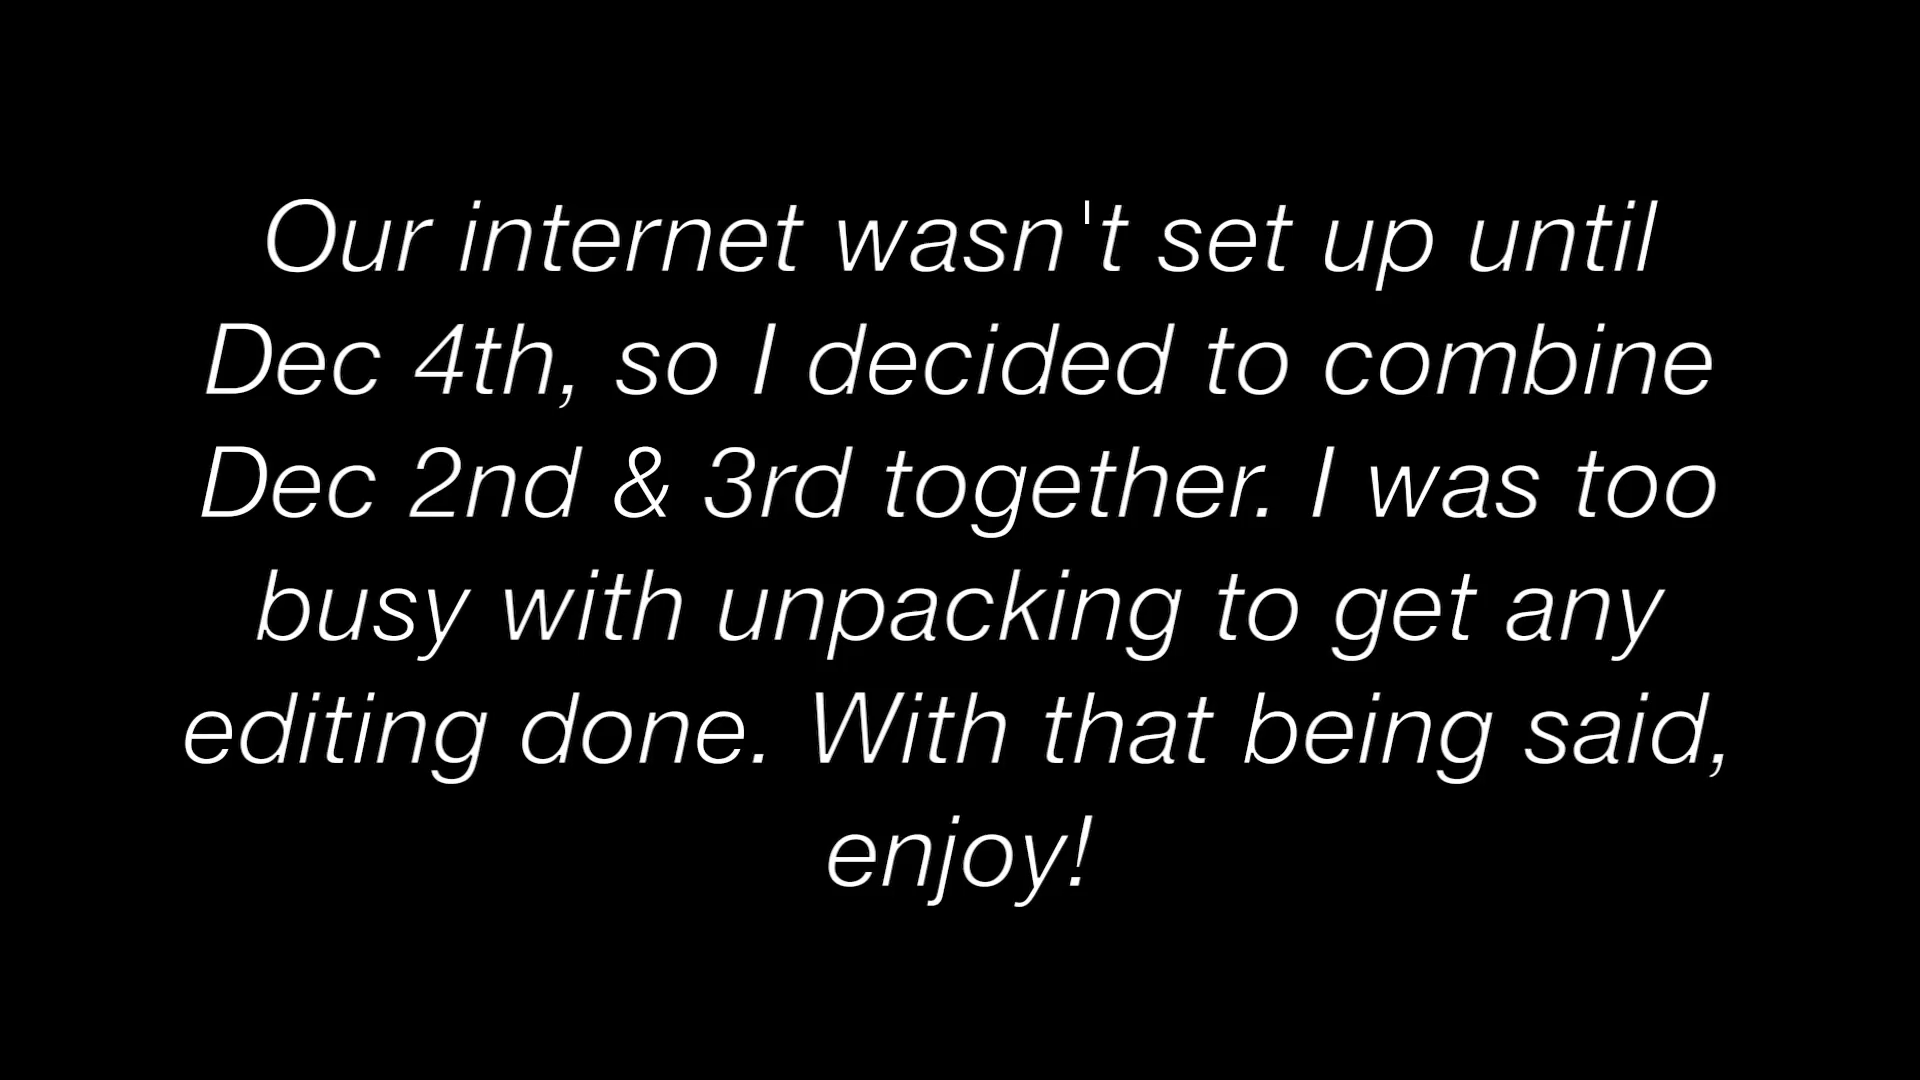 Our internet wasn't set up until
Dec 4th, so I decided to combine
Dec 2nd & 3rd together. I was too
busy with unpacking to get any
editing done. With that being said,
enjoy!